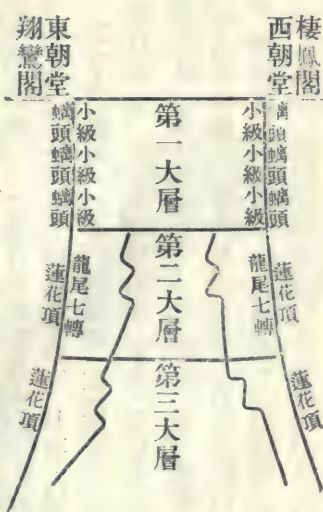 棲鳳閣
西朝堂
東朝堂
翔鸞閣
螭頭螭頭螭頭
小級小級小級
第一大層
小級小級小級
螭頭螭頭螭頭
蓮花頂
龍尾七轉
第二大層
龍尾七轉
蓮花頂
蓮花頂
第三大層
蓮花頂